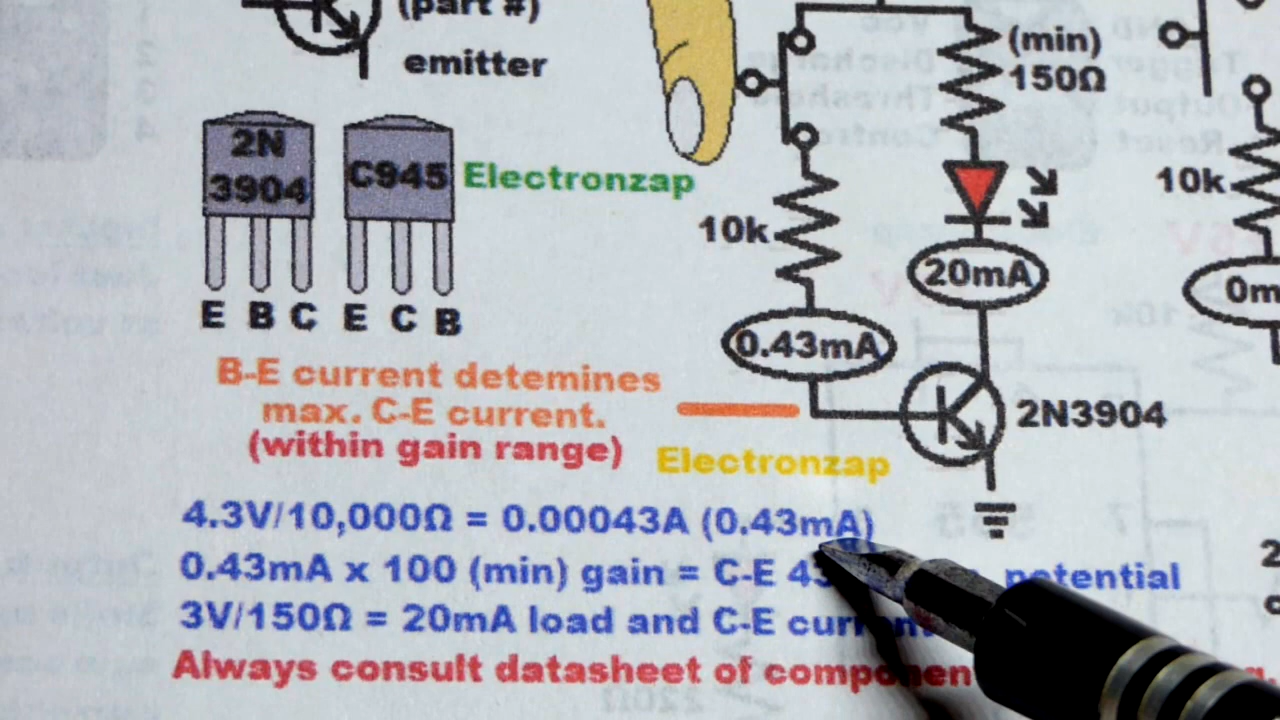 (part #)
emitter
(min)
150Ω
2N
3904
C945
Electronzap
10k
10k
20mA
0m
0.43mA
E B C E C B
B-E current detemines
max. C-E current.
(within gain range)
2N3904
Electronzap
4.3V/10,000Ω = 0.00043A (0.43mA)
0.43mA x 100 (min) gain = C-E potential
3V/150Ω = 20mA load and C-E
Always consult datasheet of